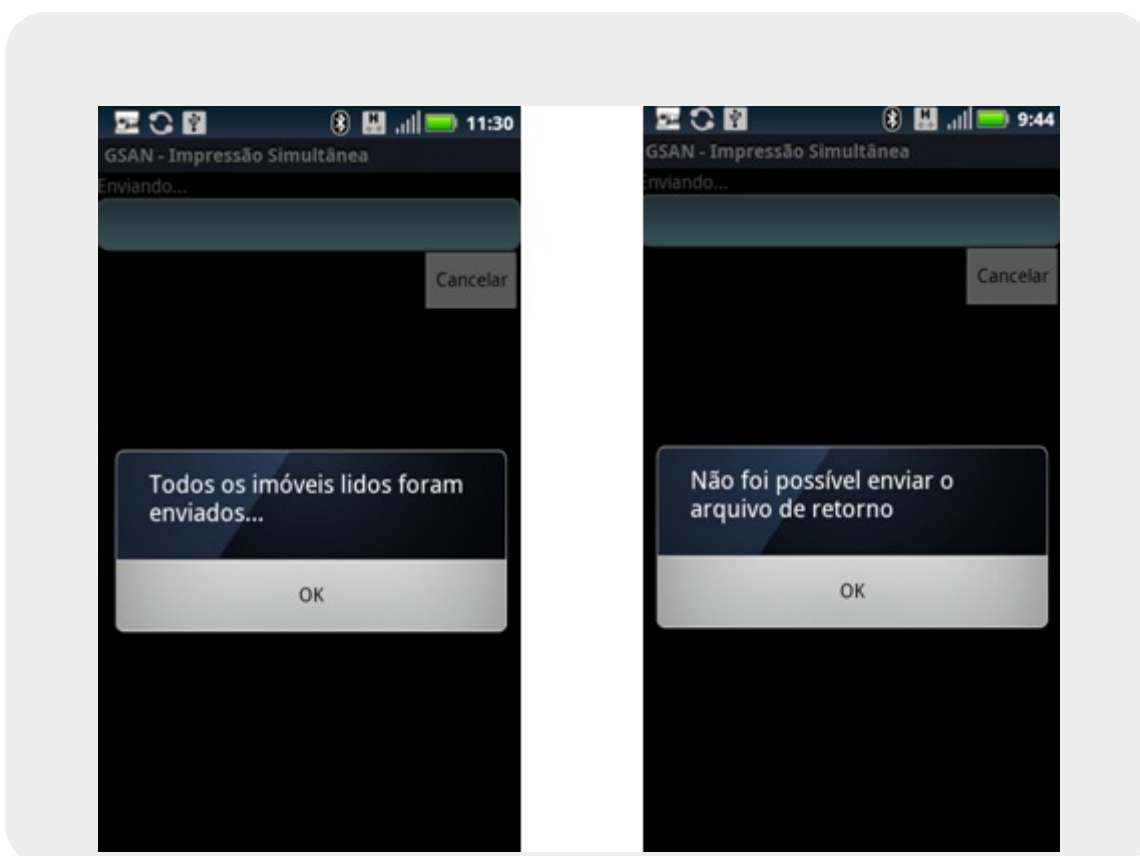 11:30
GSAN - Impressão Simultânea
Enviando...
Cancelar
Todos os imóveis lidos foram
enviados...
OK
H
9:44
GSAN - Impressão Simultânea
Enviando...
Cancelar
Não foi possível enviar o
arquivo de retorno
OK